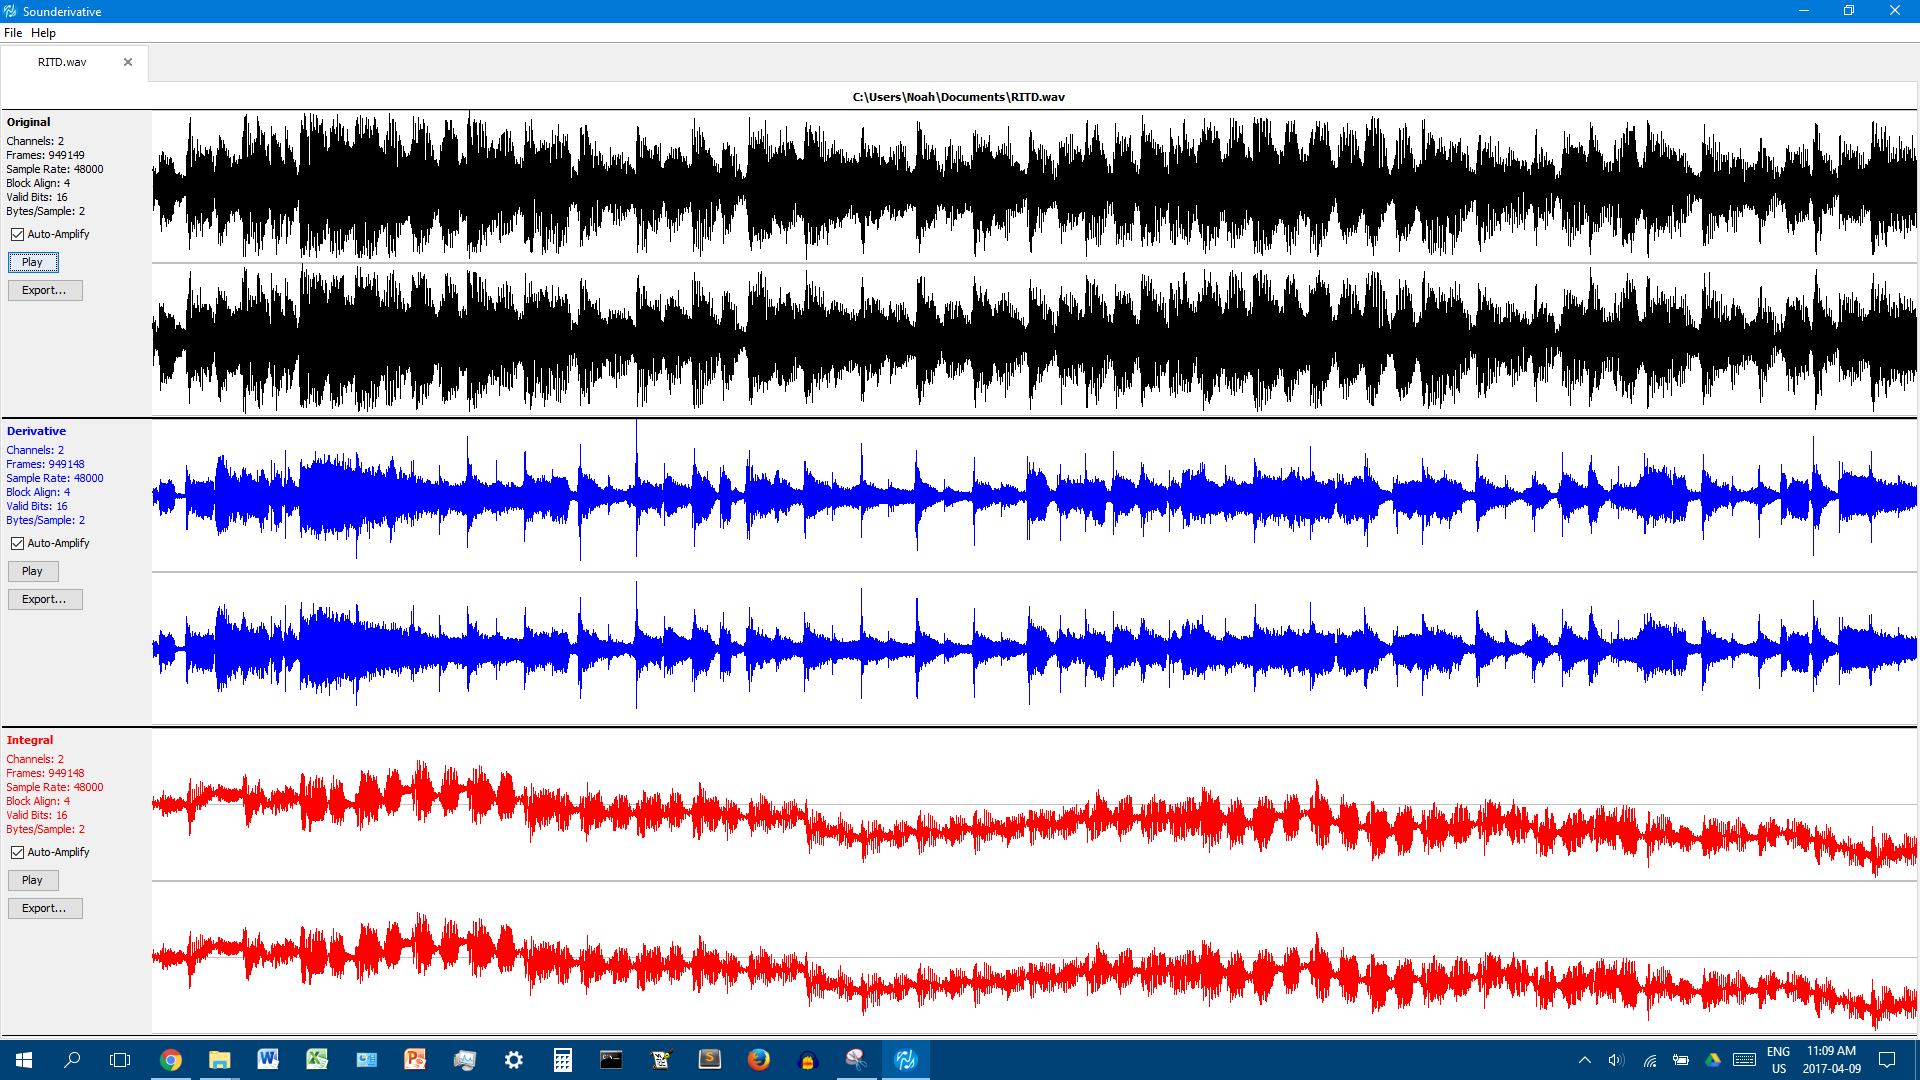 Sounderivative
File Help
RITD.wav
C:\Users\Noah\Documents\RITD.wav
Original
Channels: 2
Frames: 949149
Sample Rate: 48000
Block Align: 4
Valid Bits: 16
Bytes/Sample: 2
Auto-Amplify
Play
Export...
Derivative
Channels: 2
Frames: 949148
Sample Rate: 48000
Block Align: 4
Valid Bits: 16
Bytes/Sample: 2
Auto-Amplify
Play
Export...
Integral
Channels: 2
Frames: 949148
Sample Rate: 48000
Block Align: 4
Valid Bits: 16
Bytes/Sample: 2
Auto-Amplify
Play
Export...
ENG 11:09 AM
US 2017-04-09